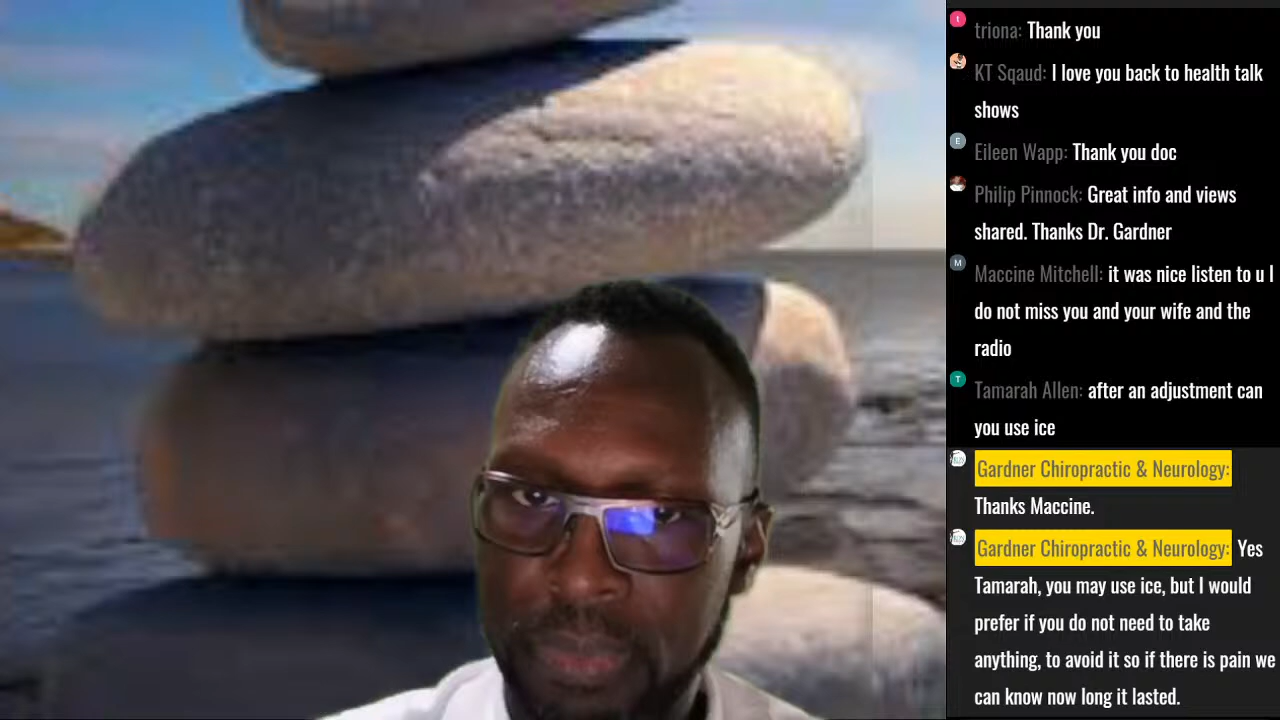 triona: Thank you
KT Sqaud: I love you back to health talk
shows
Eileen Wapp: Thank you doc
Philip Pinnock: Great info and views
shared. Thanks Dr. Gardner
Maccine Mitchell: it was nice listen to u I
do not miss you and your wife and the
radio
Tamarah Allen: after an adjustment can
you use ice
Gardner Chiropractic & Neurology:
Thanks Maccine.
Gardner Chiropractic & Neurology: Yes
Tamarah, you may use ice, but I would
prefer if you do not need to take
anything, to avoid it so if there is pain we
can know now long it lasted.